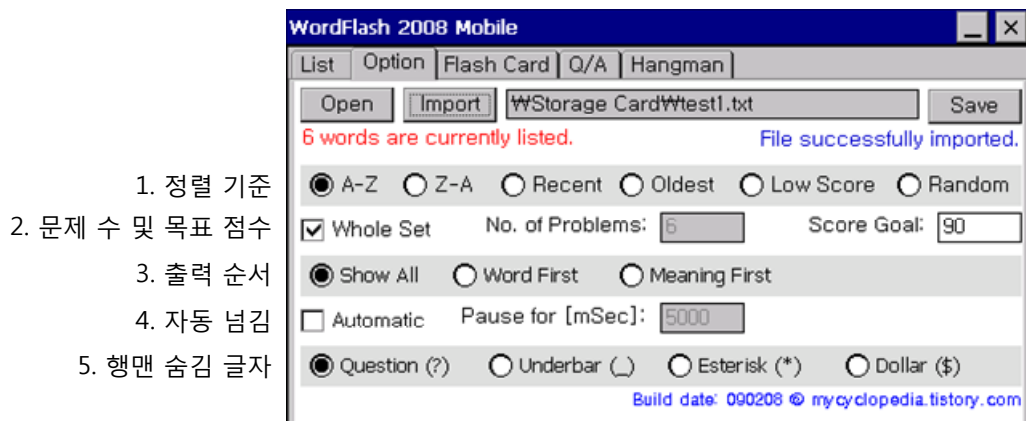 WordFlash 2008 Mobile
List Option Flash Card Q/A Hangman
Open Import ₩Storage Card₩test1.txt Save
6 words are currently listed. File successfully imported.
1. 정렬 기준 A-Z Z-A Recent Oldest Low Score Random
2. 문제 수 및 목표 점수 Whole Set No. of Problems: 6 Score Goal: 90
3. 출력 순서 Show All Word First Meaning First
4. 자동 넘김 Automatic Pause for [mSec]: 5000
5. 행맨 숨김 글자 Question (?) Underbar (_) Esterisk (*) Dollar ($)
Build date: 090208 @ mycyclopedia.tistory.com